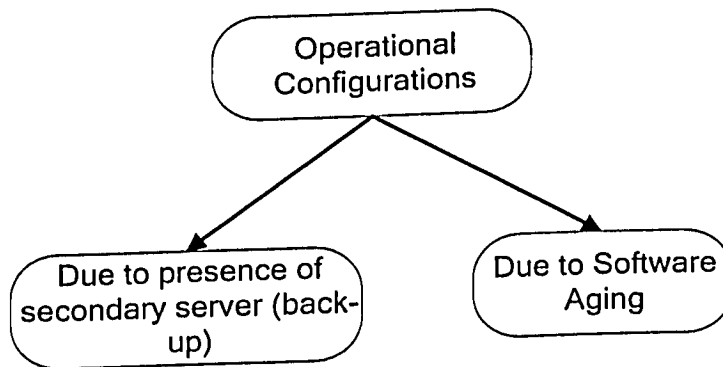 Operational
Configurations
Due to presence of
secondary server (back-
up)
Due to Software
Aging